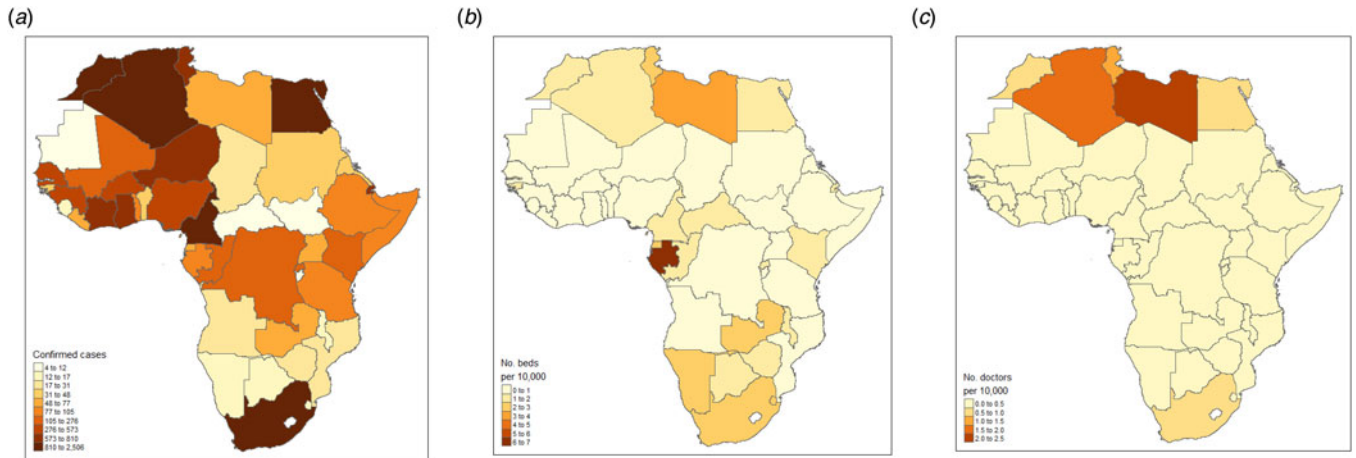 (a)
(b)
(c)
Confirmed cases
4 to 12
12 to 17
17 to 31
31 to 48
48 to 77
77 to 105
105 to 276
276 to 573
573 to 810
810 to 2,506
No. beds
per 10,000
0 to 1
1 to 2
2 to 3
3 to 4
4 to 5
5 to 6
6 to 7
No. doctors
per 10,000
0.0 to 0.5
0.5 to 1.0
1.0 to 1.5
1.5 to 2.0
2.0 to 2.5